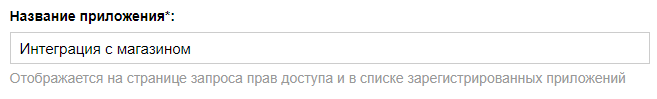 Название приложения*:
Интеграция с магазином
Отображается на странице запроса прав доступа и в списке зарегистрированных приложений